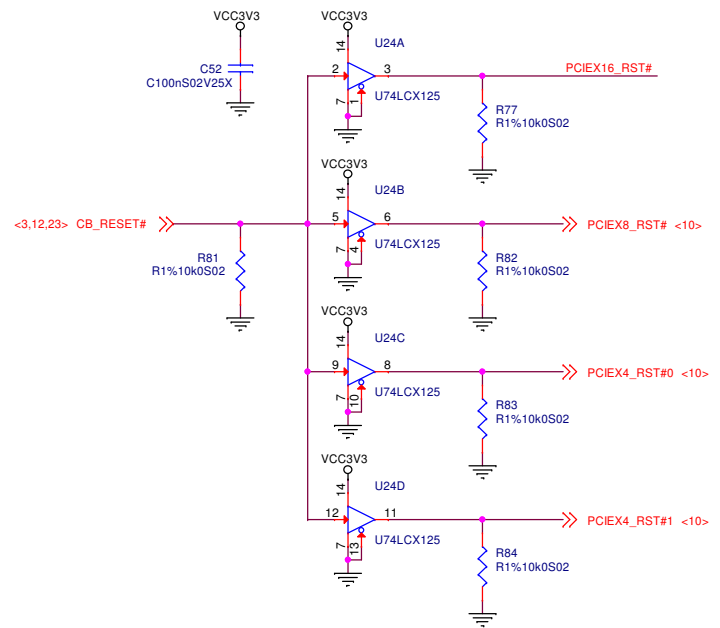 VCC3V3
C52
C100nS02V25X
VCC3V3
14
U24A
2
3
7
1
U74LCX125
PCIEX16_RST#
R77
R1%10k0S02
VCC3V3
14
U24B
<3,12,23> CB_RESET#
5
6
7
4
U74LCX125
PCIEX8_RST# <10>
R81
R1%10k0S02
R82
R1%10k0S02
VCC3V3
14
U24C
9
8
7
10
U74LCX125
PCIEX4_RST#0 <10>
R83
R1%10k0S02
VCC3V3
14
U24D
12
11
7
13
U74LCX125
PCIEX4_RST#1 <10>
R84
R1%10k0S02